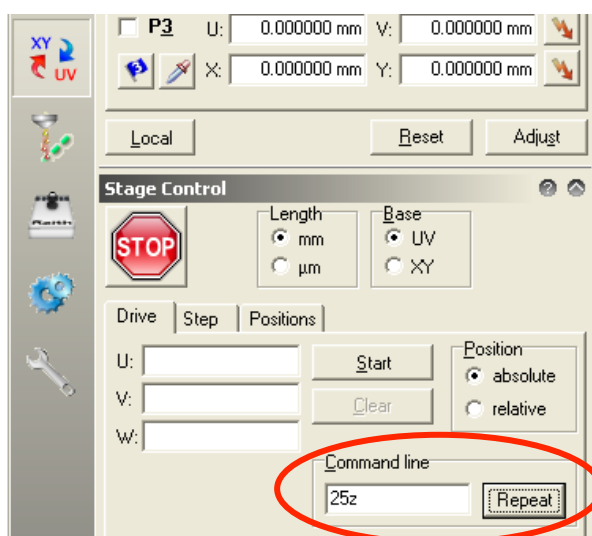 P3 U: 0.000000 mm V: 0.000000 mm
XY UV
3 X: 0.000000 mm Y: 0.000000 mm
Local Reset Adjust
Stage Control ?
Raith
STOP Length Base
mm UV
µm XY
Drive Step Positions
U: Start Position
absolute
V: Clear relative
W:
Command line
25z Repeat